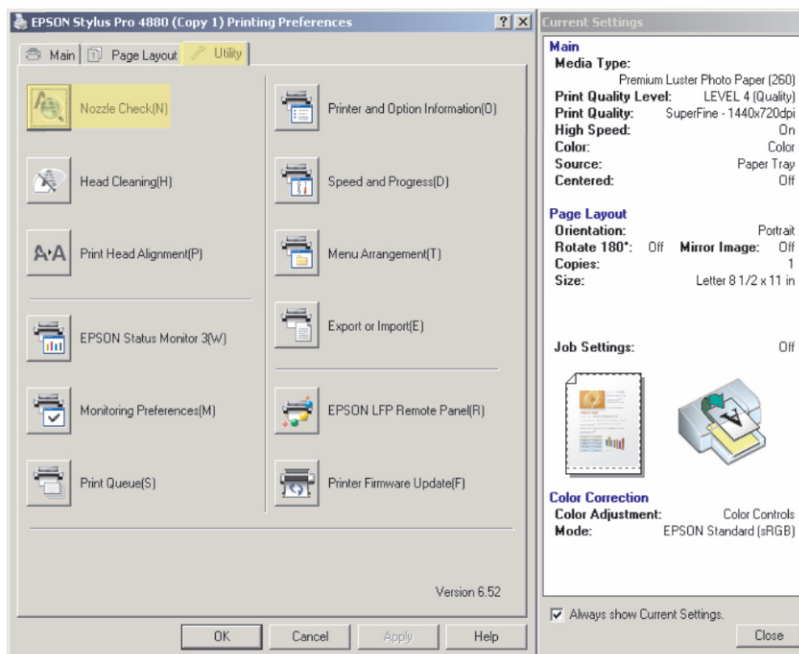 EPSON Stylus Pro 4880 (Copy 1) Printing Preferences
Main
Page Layout
Utility
Nozzle Check(N)
Head Cleaning(H)
Print Head Alignment(P)
EPSON Status Monitor 3(W)
Monitoring Preferences(M)
Print Queue(S)
Printer and Option Information(O)
Speed and Progress(D)
Menu Arrangement(T)
Export or Import(E)
EPSON LFP Remote Panel(R)
Printer Firmware Update(F)
Version 6.52
OK Cancel Apply Help
Current Settings
Main
Media Type:
Premium Luster Photo Paper (260)
Print Quality Level: LEVEL 4 (Quality)
Print Quality: SuperFine - 1440x720dpi
High Speed: On
Color: Color
Source: Paper Tray
Centered: Off
Page Layout
Orientation: Portrait
Rotate 180°: Off Mirror Image: Off
Copies: 1
Size: Letter 8 1/2 x 11 in
Job Settings: Off
A
Color Correction
Color Adjustment: Color Controls
Mode: EPSON Standard (sRGB)
Always show Current Settings.
Close